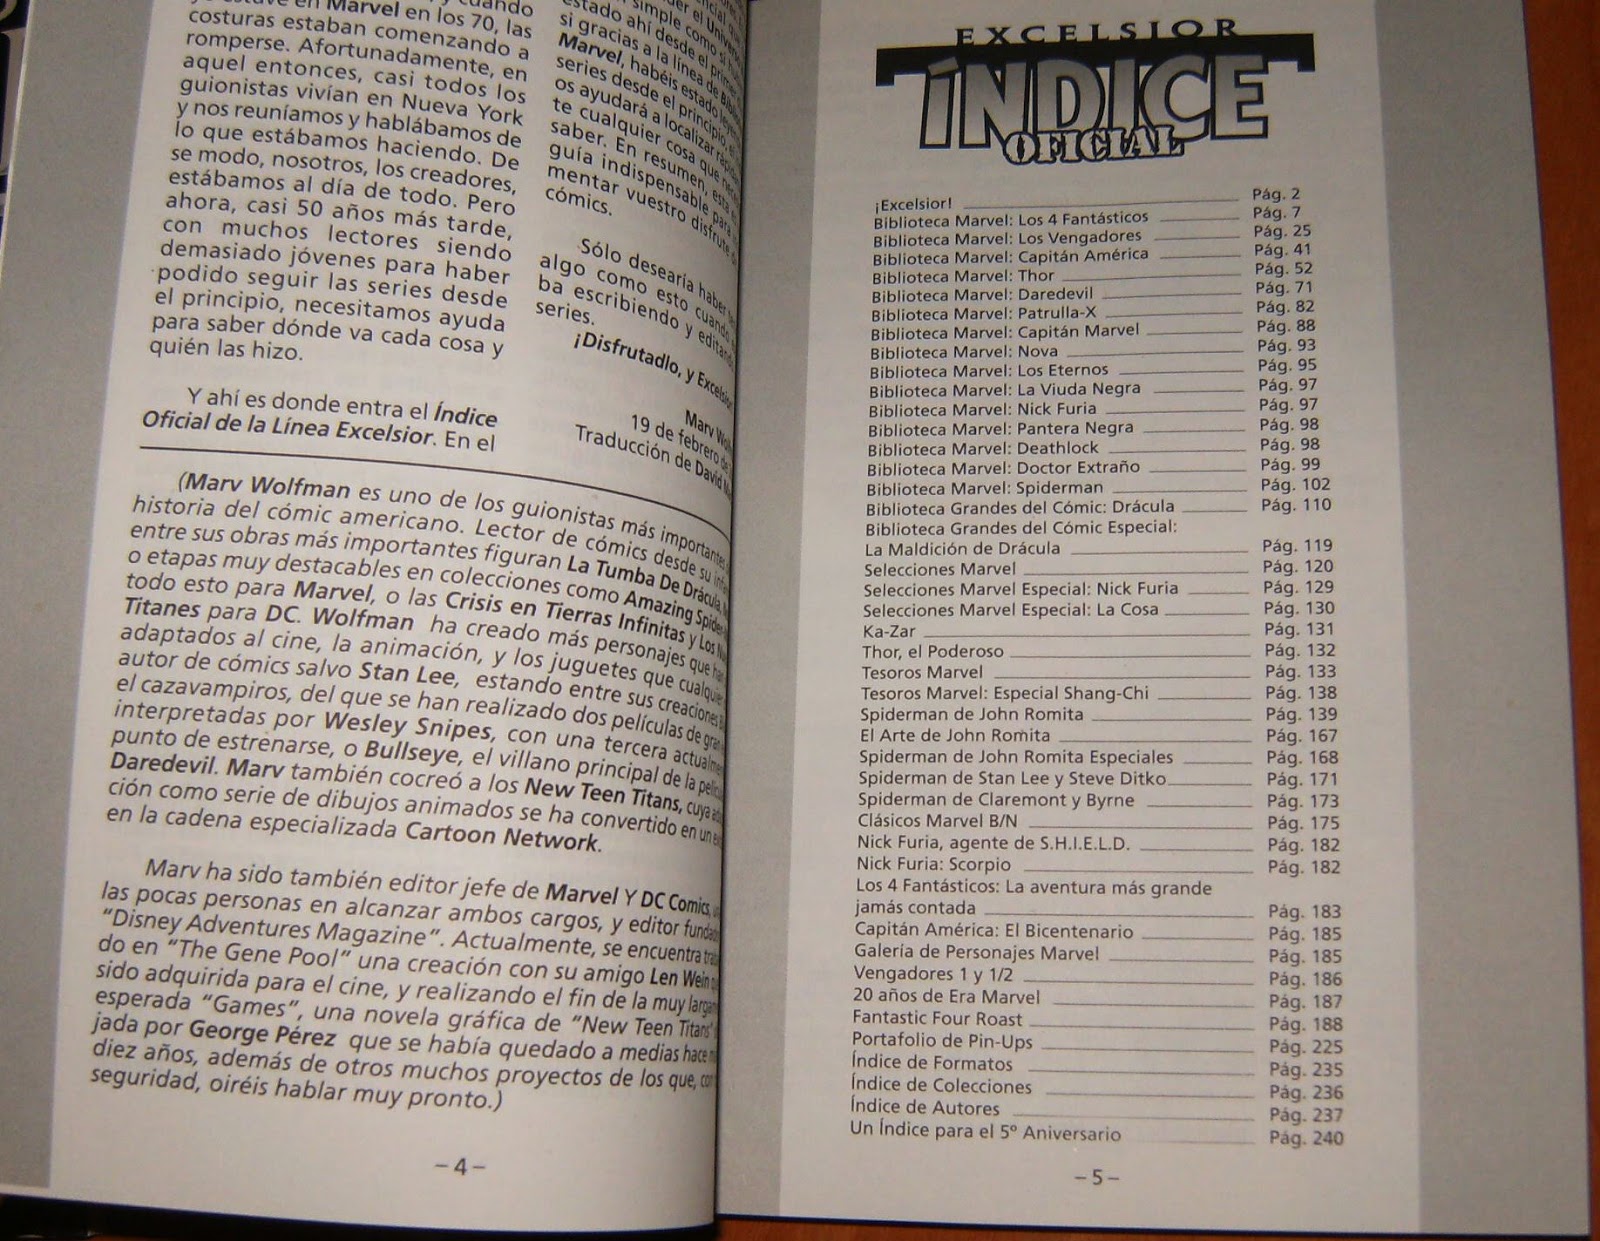 estuve en Marvel en los 70, las
costuras estaban comenzando a
romperse. Afortunadamente, en
aquel entonces, casi todos los
guionistas vivían en Nueva York
y nos reuníamos y hablábamos de
lo que estábamos haciendo. De
se modo, nosotros, los creadores,
estábamos al día de todo. Pero
ahora, casi 50 años más tarde,
con muchos lectores siendo
demasiado jóvenes para haber
podido seguir las series desde
el principio, necesitamos ayuda
para saber dónde va cada cosa y
quién las hizo.
Y ahí es donde entra el Índice
Oficial de la Línea Excelsior. En el
simple como si
estado ahí desde el
si gracias a la línea de
Marvel, habéis estado
series desde el principio,
os ayudará a localizar
te cualquier cosa que
saber. En resumen, esta
guía indispensable para
mentar vuestro disfrute
cómics.
Sólo desearía haber
algo como esto cuando
ba escribiendo y editando
series.
¡Disfrutadlo, y Excelsior
Marv
19 de febrero de
Traducción de David
(Marv Wolfman es uno de los guionistas más importantes
historia del cómic americano. Lector de cómics desde su
entre sus obras más importantes figuran La Tumba De Drácula,
o etapas muy destacables en colecciones como Amazing
todo esto para Marvel, o las Crisis en Tierras Infinitas y Los
Titanes para DC. Wolfman ha creado más personajes que
adaptados al cine, la animación, y los juguetes que
autor de cómics salvo Stan Lee, estando entre sus creaciones
el cazavampiros, del que se han realizado dos películas de
interpretadas por Wesley Snipes, con una tercera
punto de estrenarse, o Bullseye, el villano principal de la
Daredevil. Marv también cocreó a los New Teen Titans, cuya
ción como serie de dibujos animados se ha convertido en un
en la cadena especializada Cartoon Network.
Marv ha sido también editor jefe de Marvel Y DC Comics,
las pocas personas en alcanzar ambos cargos, y editor
"Disney Adventures Magazine". Actualmente, se encuentra
do en "The Gene Pool" una creación con su amigo Len Wein
sido adquirida para el cine, y realizando el fin de la muy
esperada "Games", una novela gráfica de "New Teen Titans"
jada por George Pérez que se había quedado a medias hace
diez años, además de otros muchos proyectos de los que,
seguridad, oiréis hablar muy pronto.)
– 4 –
EXCELSIOR
ÍNDICE
OFICIAL
¡Excelsior! Pág. 2
Biblioteca Marvel: Los 4 Fantásticos Pág. 7
Biblioteca Marvel: Los Vengadores Pág. 25
Biblioteca Marvel: Capitán América Pág. 41
Biblioteca Marvel: Thor Pág. 52
Biblioteca Marvel: Daredevil Pág. 71
Biblioteca Marvel: Patrulla-X Pág. 82
Biblioteca Marvel: Capitán Marvel Pág. 88
Biblioteca Marvel: Nova Pág. 93
Biblioteca Marvel: Los Eternos Pág. 95
Biblioteca Marvel: La Viuda Negra Pág. 97
Biblioteca Marvel: Nick Furia Pág. 97
Biblioteca Marvel: Pantera Negra Pág. 98
Biblioteca Marvel: Deathlock Pág. 98
Biblioteca Marvel: Doctor Extraño Pág. 99
Biblioteca Marvel: Spiderman Pág. 102
Biblioteca Grandes del Cómic: Drácula Pág. 110
Biblioteca Grandes del Cómic Especial:
La Maldición de Drácula Pág. 119
Selecciones Marvel Pág. 120
Selecciones Marvel Especial: Nick Furia Pág. 129
Selecciones Marvel Especial: La Cosa Pág. 130
Ka-Zar Pág. 131
Thor, el Poderoso Pág. 132
Tesoros Marvel Pág. 133
Tesoros Marvel: Especial Shang-Chi Pág. 138
Spiderman de John Romita Pág. 139
El Arte de John Romita Pág. 167
Spiderman de John Romita Especiales Pág. 168
Spiderman de Stan Lee y Steve Ditko Pág. 171
Spiderman de Claremont y Byrne Pág. 173
Clásicos Marvel B/N Pág. 175
Nick Furia, agente de S.H.I.E.L.D. Pág. 182
Nick Furia: Scorpio Pág. 182
Los 4 Fantásticos: La aventura más grande
jamás contada Pág. 183
Capitán América: El Bicentenario Pág. 185
Galería de Personajes Marvel Pág. 185
Vengadores 1 y 1/2 Pág. 186
20 años de Era Marvel Pág. 187
Fantastic Four Roast Pág. 188
Portafolio de Pin-Ups Pág. 225
Índice de Formatos Pág. 235
Índice de Colecciones Pág. 236
Índice de Autores Pág. 237
Un Índice para el 5º Aniversario Pág. 240
– 5 –